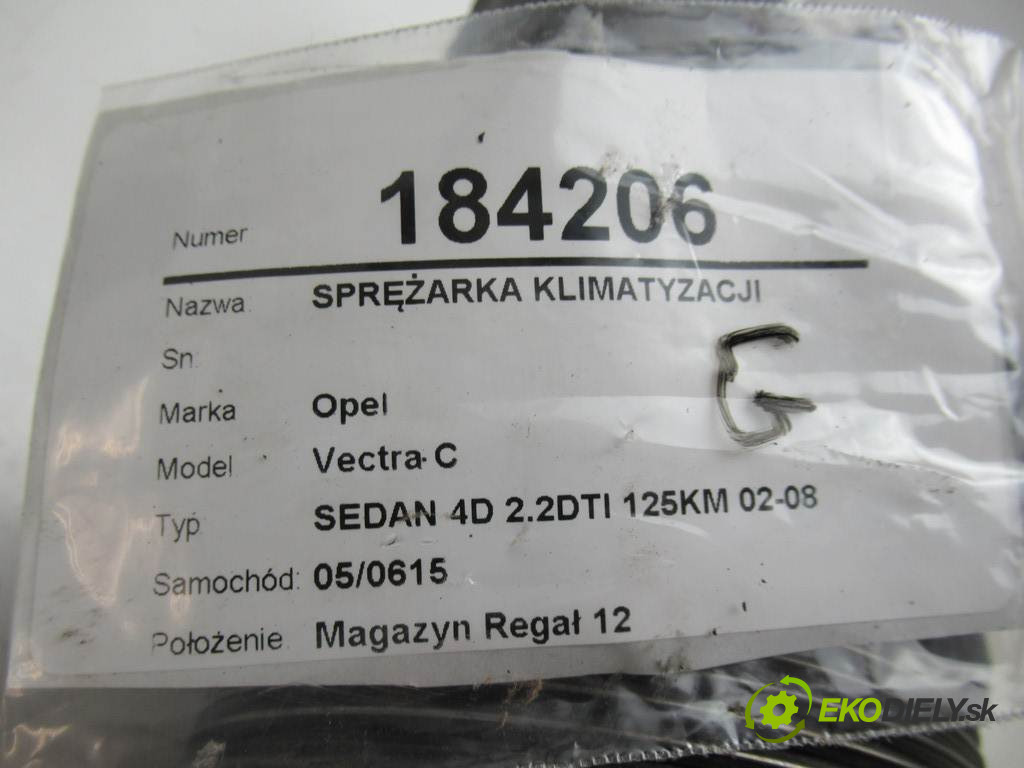 Numer 184206
Nazwa SPRĘŻARKA KLIMATYZACJI
Sn:
Marka Opel
G
Model Vectra C
Typ SEDAN 4D 2.2DTI 125KM 02-08
Samochód: 05/0615
Położenie: Magazyn Regał 12
EKODIELY.sk